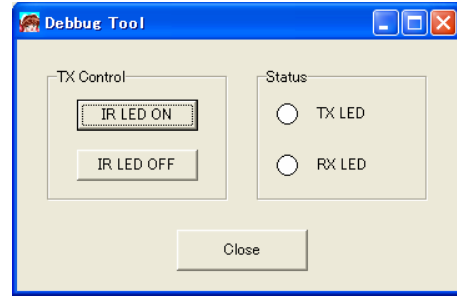 Debbug Tool
TX Control
IR LED ON
IR LED OFF
Status
TX LED
RX LED
Close